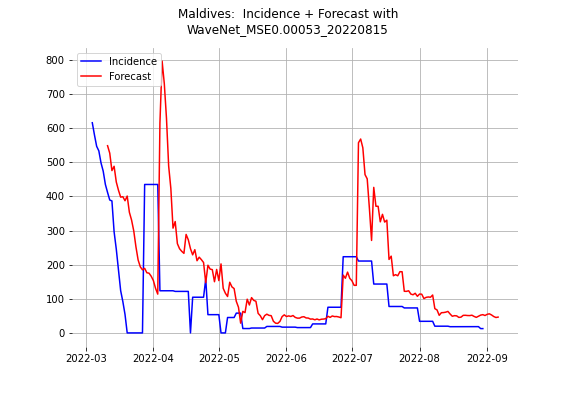 Maldives:  Incidence + Forecast with
WaveNet_MSE0.00053_20220815
Incidence
Forecast
800
700
600
500
400
300
200
100
0
2022-03 2022-04 2022-05 2022-06 2022-07 2022-08 2022-09